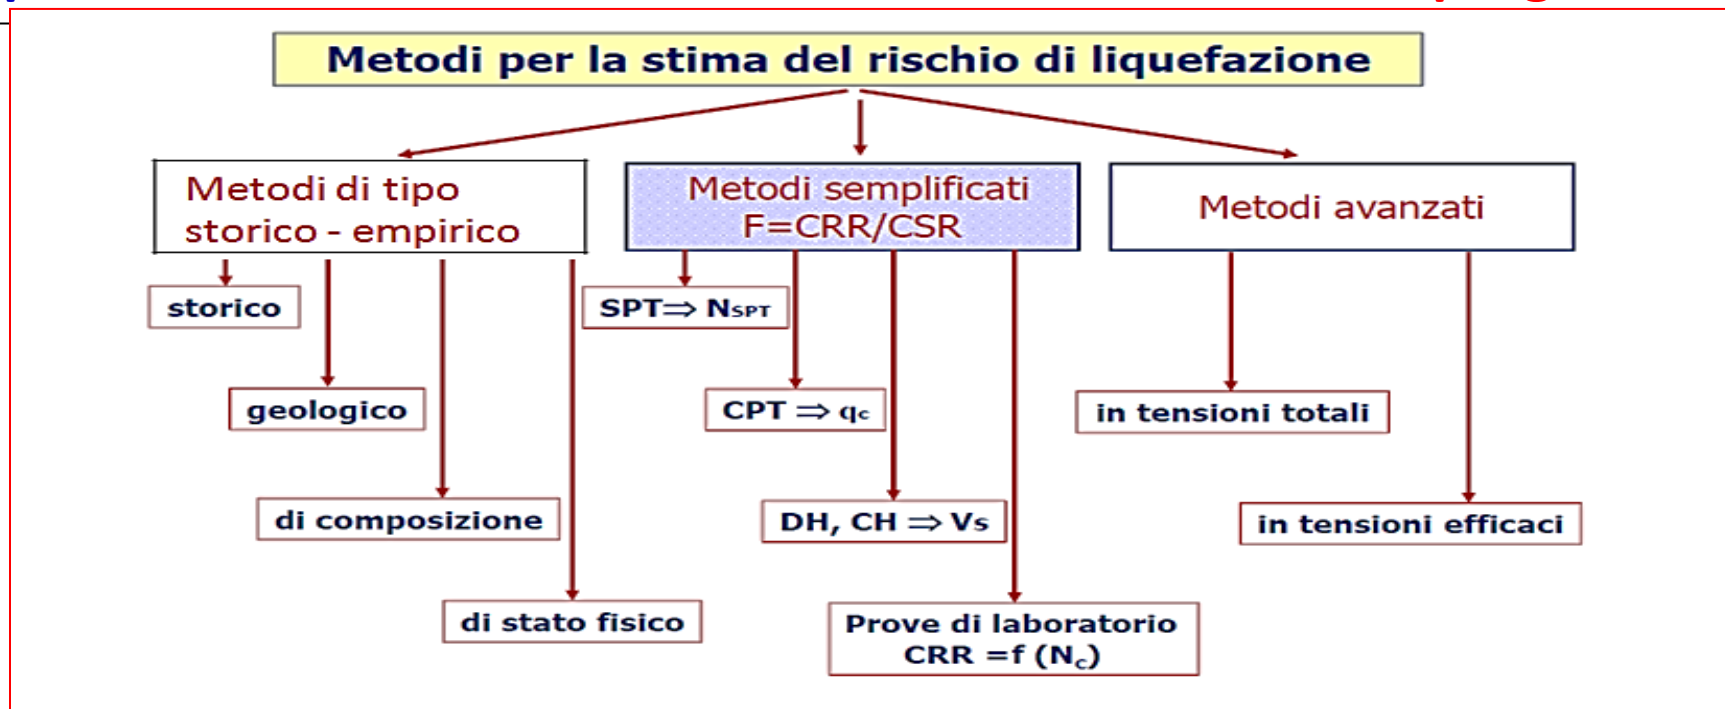 Metodi per la stima del rischio di liquefazione
Metodi di tipo
storico - empirico
Metodi semplificati
F=CRR/CSR
Metodi avanzati
storico
geologico
di composizione
di stato fisico
SPT⇒ NSPT
CPT ⇒ qc
DH, CH ⇒ Vs
Prove di laboratorio
CRR =f (Nc)
in tensioni totali
in tensioni efficaci